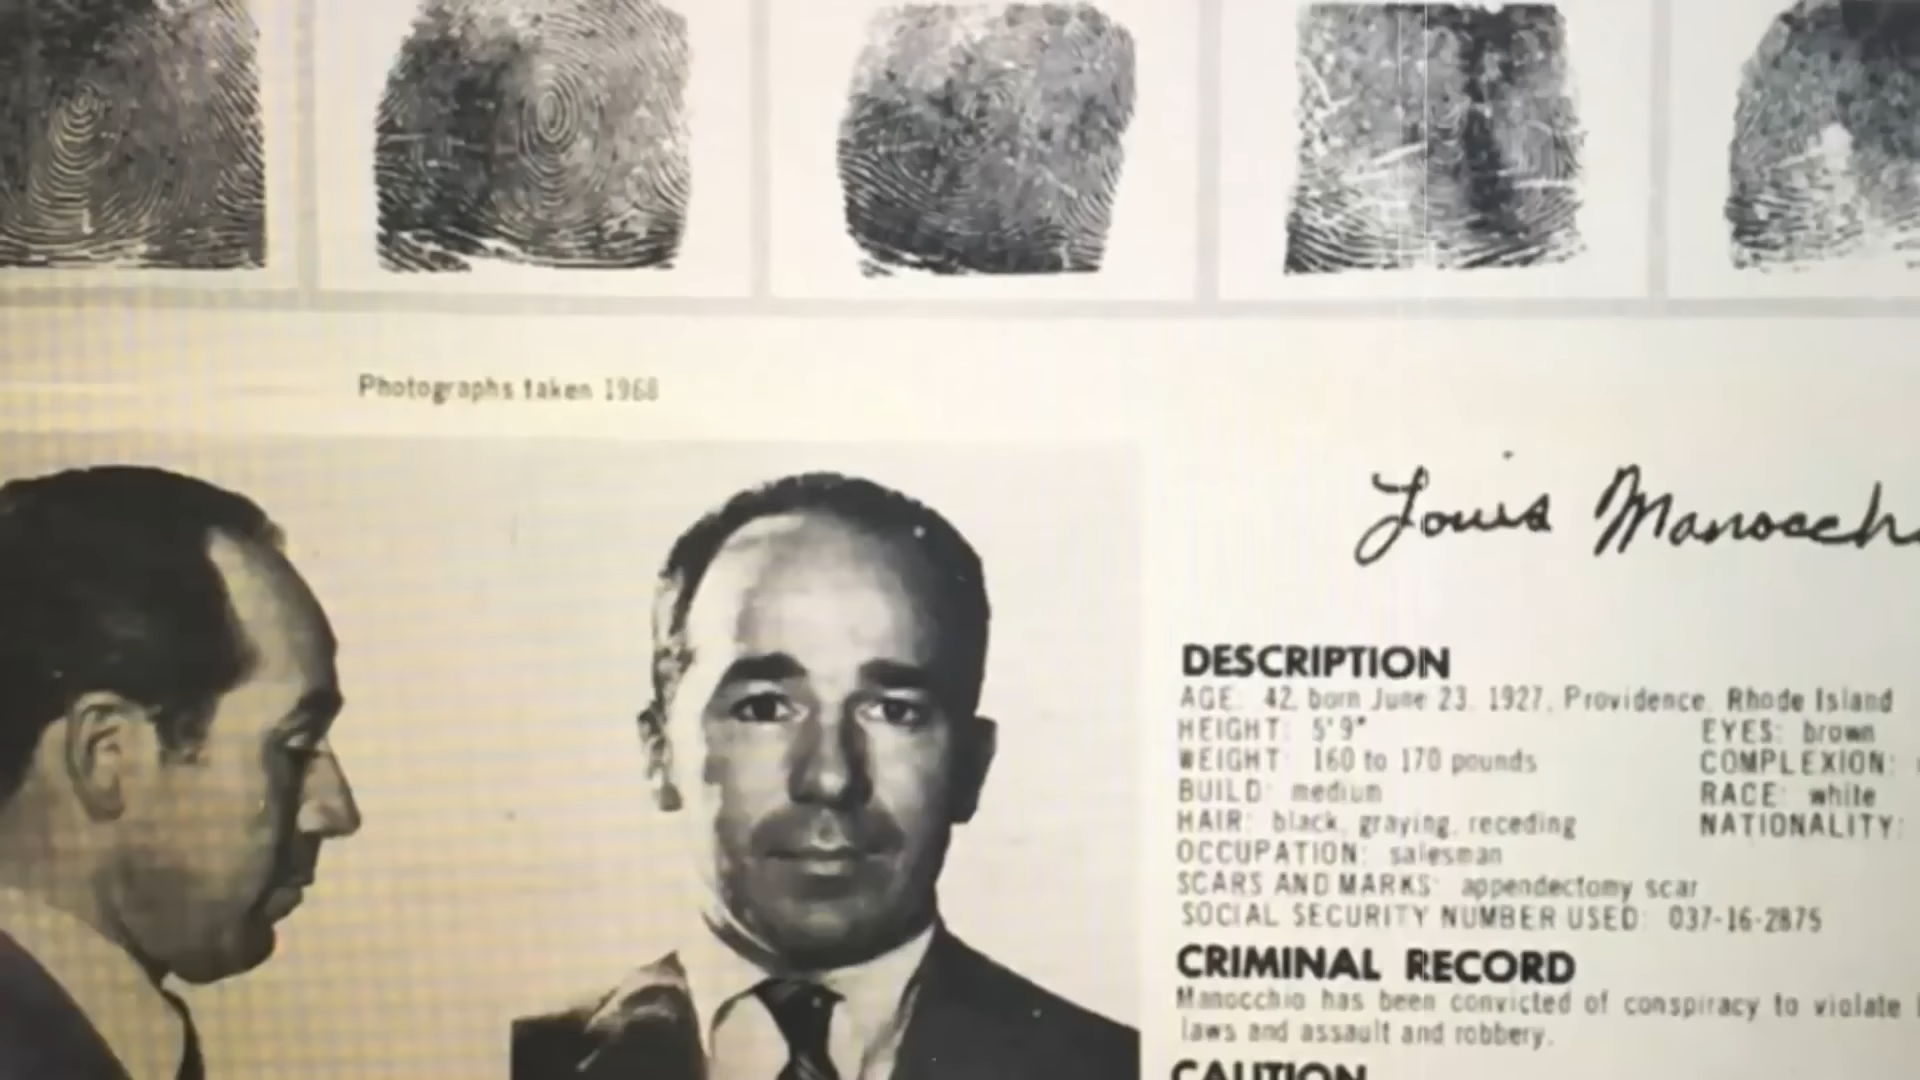 Photographs taken 1968
Louis Manocch
DESCRIPTION
AGE: 42, born June 23, 1927, Providence, Rhode Island
HEIGHT: 5'9" EYES: brown
WEIGHT: 160 to 170 pounds COMPLEXION:
BUILD: medium RACE: white
HAIR: black, graying, receding NATIONALITY:
OCCUPATION: salesman
SCARS AND MARKS: appendectomy scar
SOCIAL SECURITY NUMBER USED: 037-16-2875
CRIMINAL RECORD
Manocchio has been convicted of conspiracy to violate
laws and assault and robbery.
CAUTION